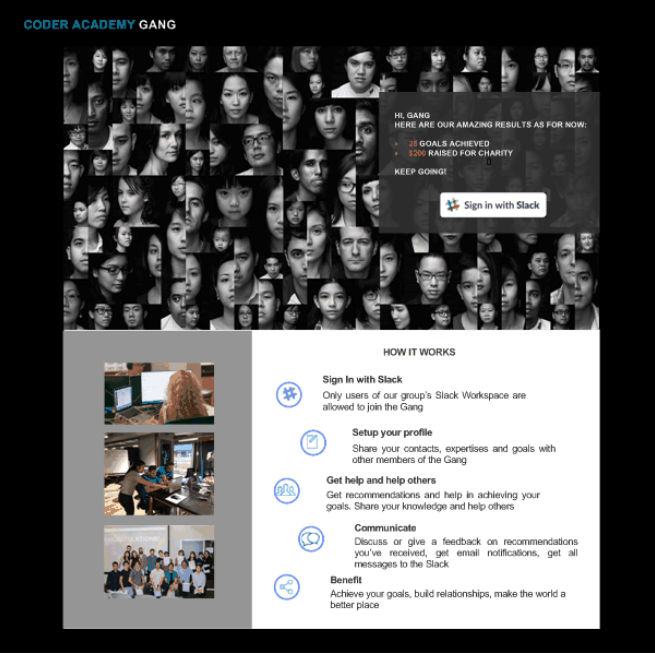 CODER ACADEMY GANG
HI, GANG
HERE ARE OUR AMAZING RESULTS AS FOR NOW:
25 GOALS ACHIEVED
$200 RAISED FOR CHARITY
KEEP GOING!
Sign in with Slack
HOW IT WORKS
Sign In with Slack
Only users of our group's Slack Workspace are
allowed to join the Gang
Setup your profile
Share your contacts, expertises and goals with
other members of the Gang
Get help and help others
Get recommendations and help in achieving your
goals. Share your knowledge and help others
Communicate
Discuss or give a feedback on recommendations
you've received, get email notifications, get all
messages to the Slack
Benefit
Achieve your goals, build relationships, make the world a
better place